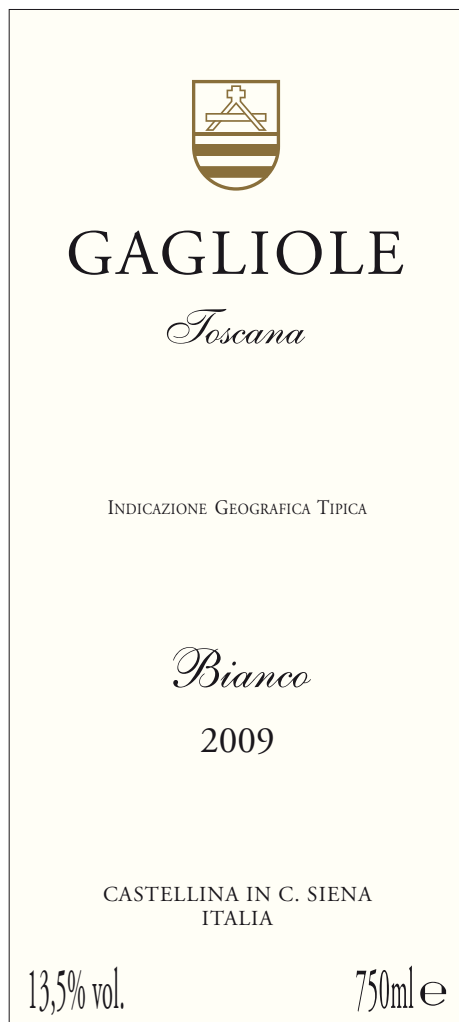 GAGLIOLE
Toscana
INDICAZIONE GEOGRAFICA TIPICA
Bianco
2009
CASTELLINA IN C. SIENA
ITALIA
13,5% vol. 750ml ℮